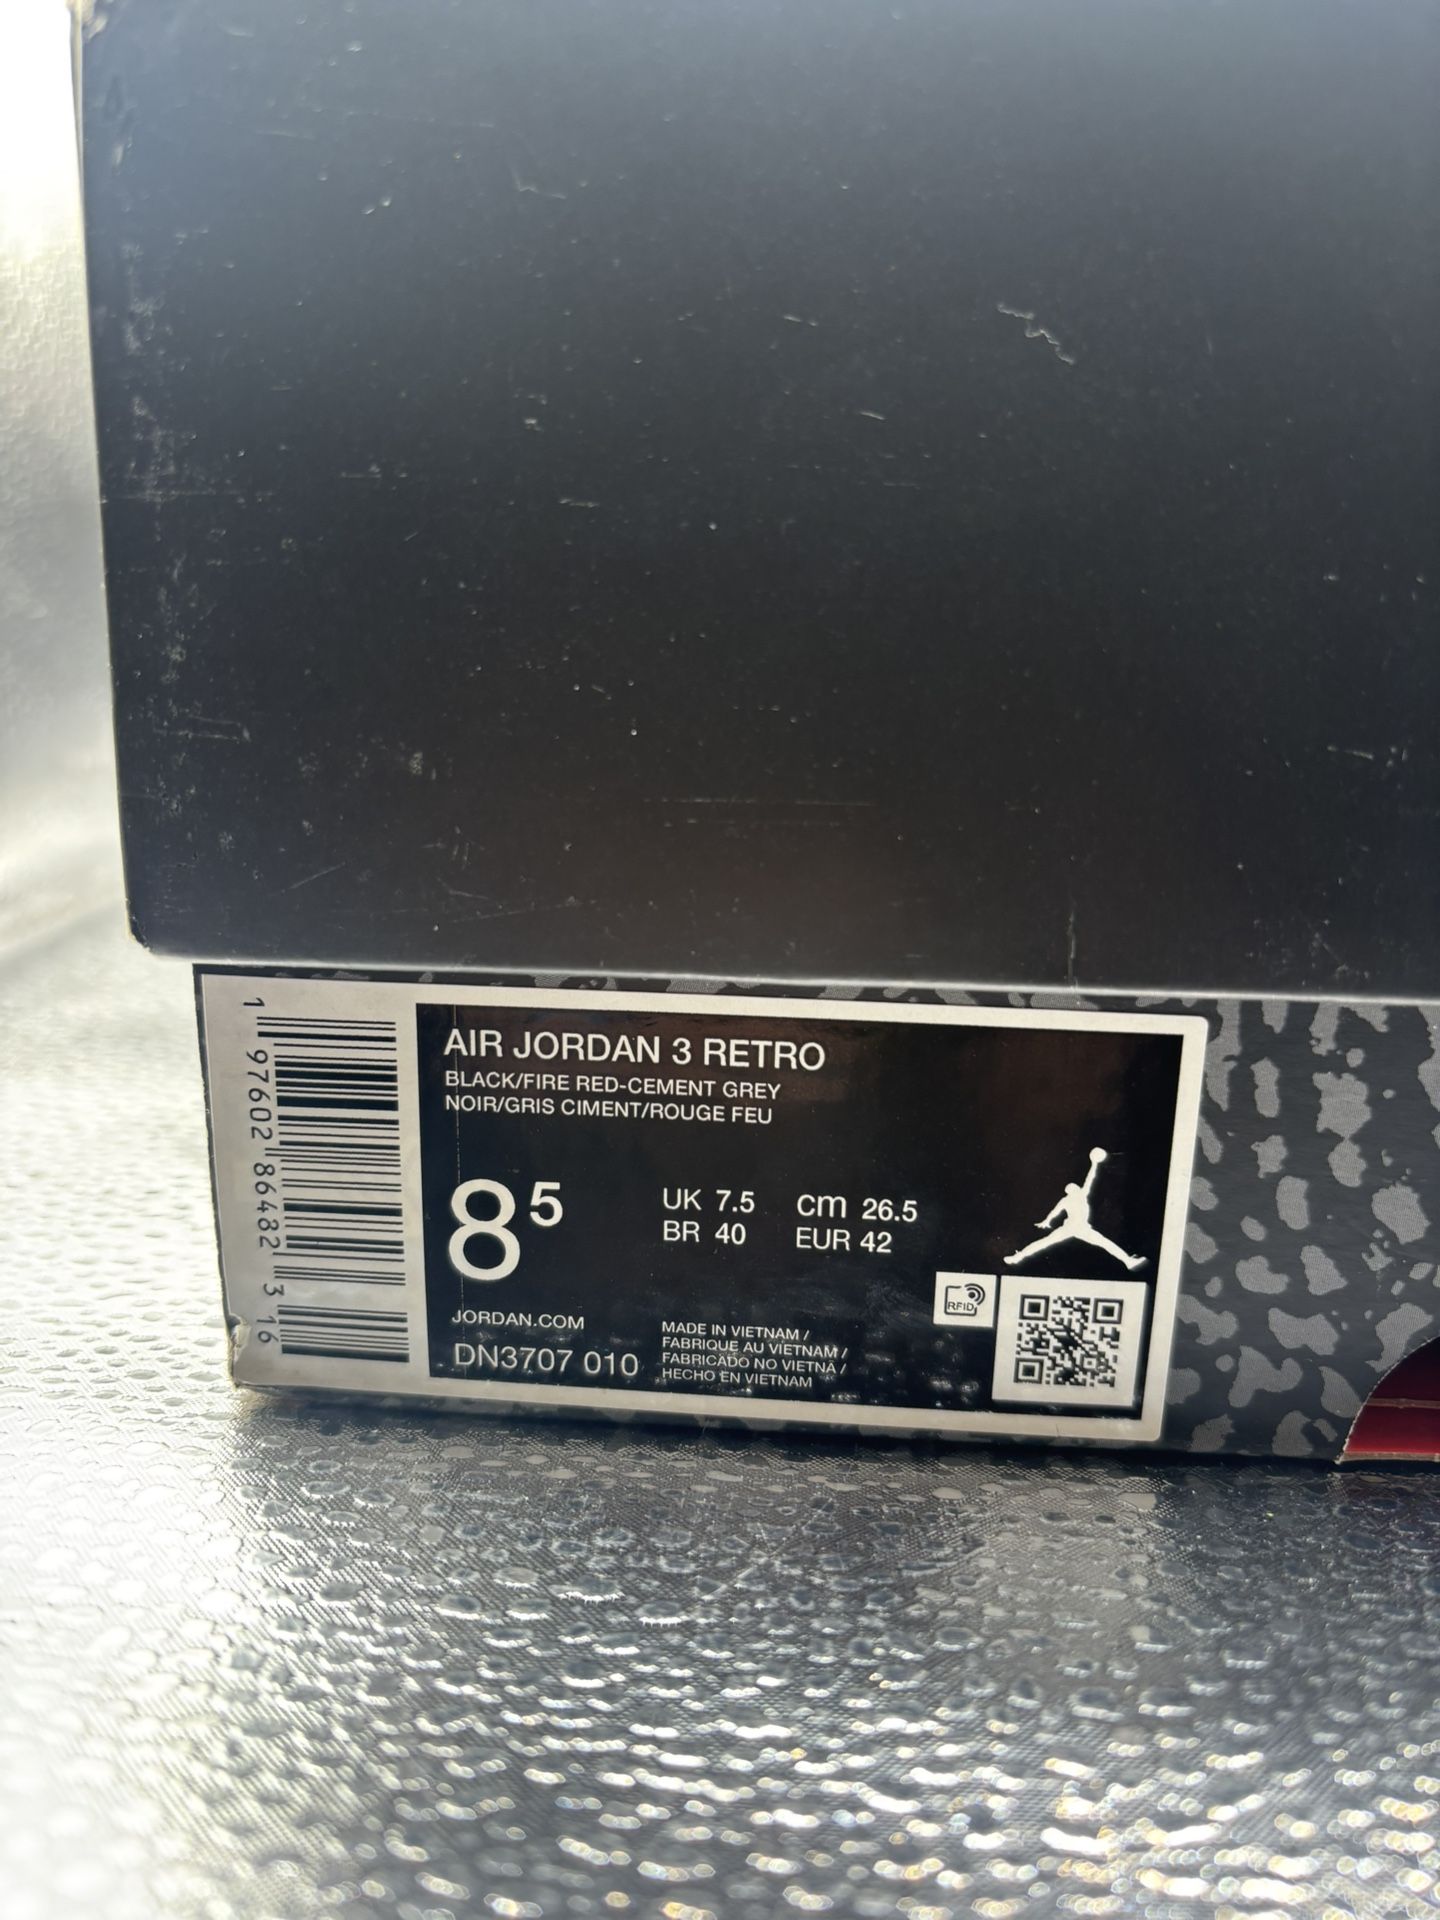 AIR JORDAN 3 RETRO
BLACK/FIRE RED-CEMENT GREY
NOIR/GRIS CIMENT/ROUGE FEU
8 5
UK 7.5 cm 26.5
BR 40 EUR 42
RFID
JORDAN.COM
DN3707 010
MADE IN VIETNAM /
FABRIQUE AU VIETNAM /
FABRICADO NO VIETNÃ /
HECHO EN VIETNAM
1 97602 86482 3 16